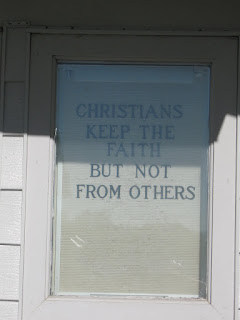 CHRISTIANS
KEEP THE
FAITH
BUT NOT
FROM OTHERS